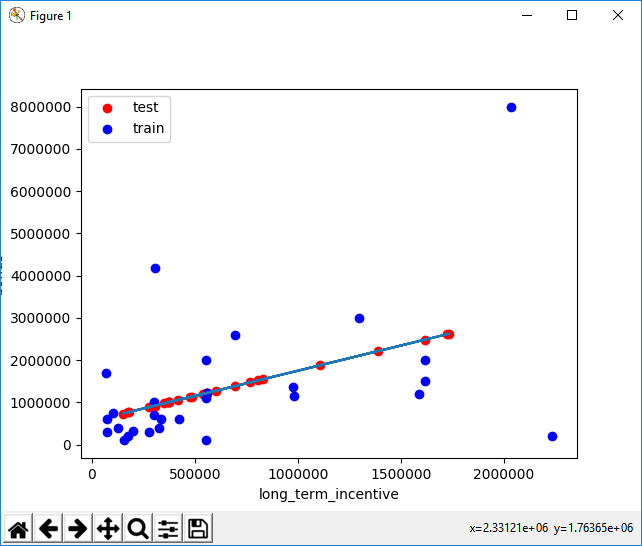 Figure 1
test
train
8000000
7000000
6000000
5000000
4000000
3000000
2000000
1000000
0
0 500000 1000000 1500000 2000000
long_term_incentive
x=2.33121e+06 y=1.76365e+06